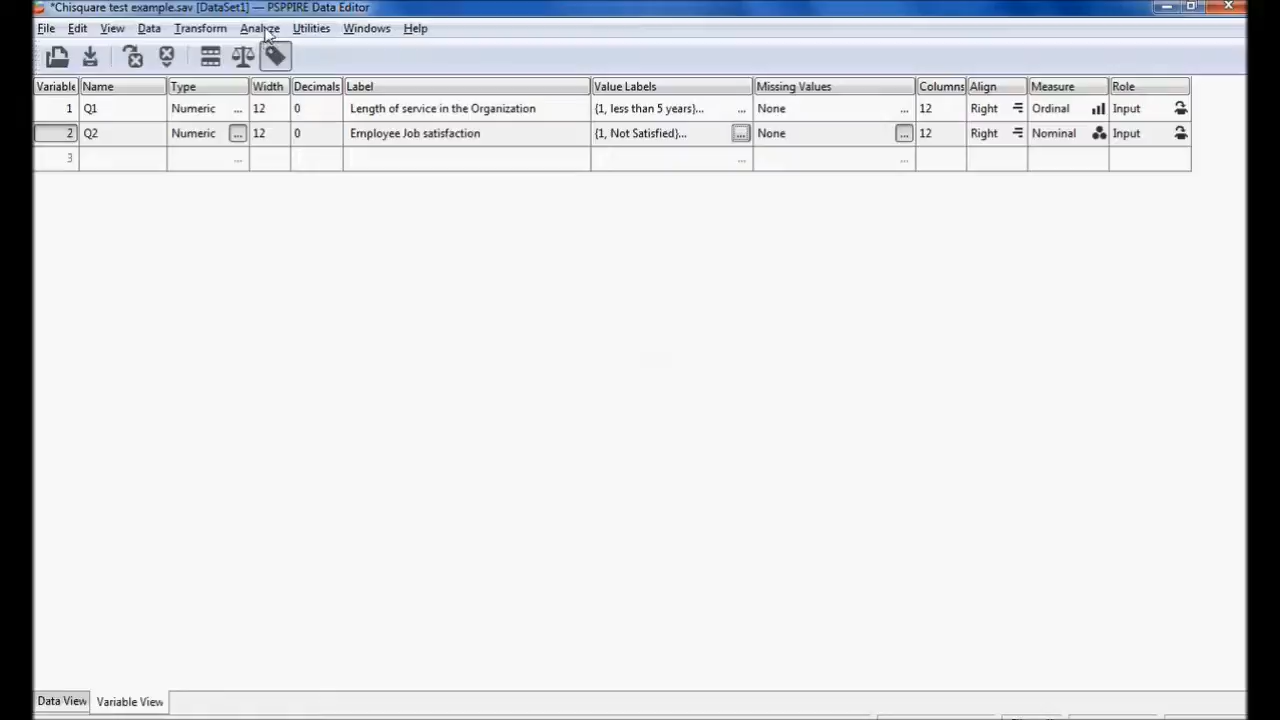 *Chisquare test example.sav [DataSet1] — PSPPIRE Data Editor
File Edit View Data Transform Analyze Utilities Windows Help
Variable Name Type Width Decimals Label Value Labels Missing Values Columns Align Measure Role
1 Q1 Numeric ... 12 0 Length of service in the Organization {1, less than 5 years}... ... None ... 12 Right Ordinal Input
2 Q2 Numeric ... 12 0 Employee Job satisfaction {1, Not Satisfied}... ... None ... 12 Right Nominal Input
3 ... ... ...
Data View Variable View